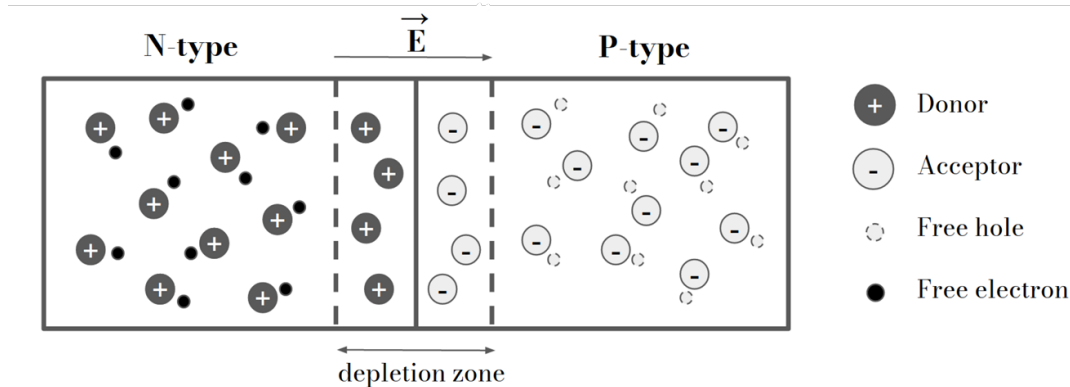 N-type
E
P-type
+ Donor
- Acceptor
Free hole
Free electron
depletion zone